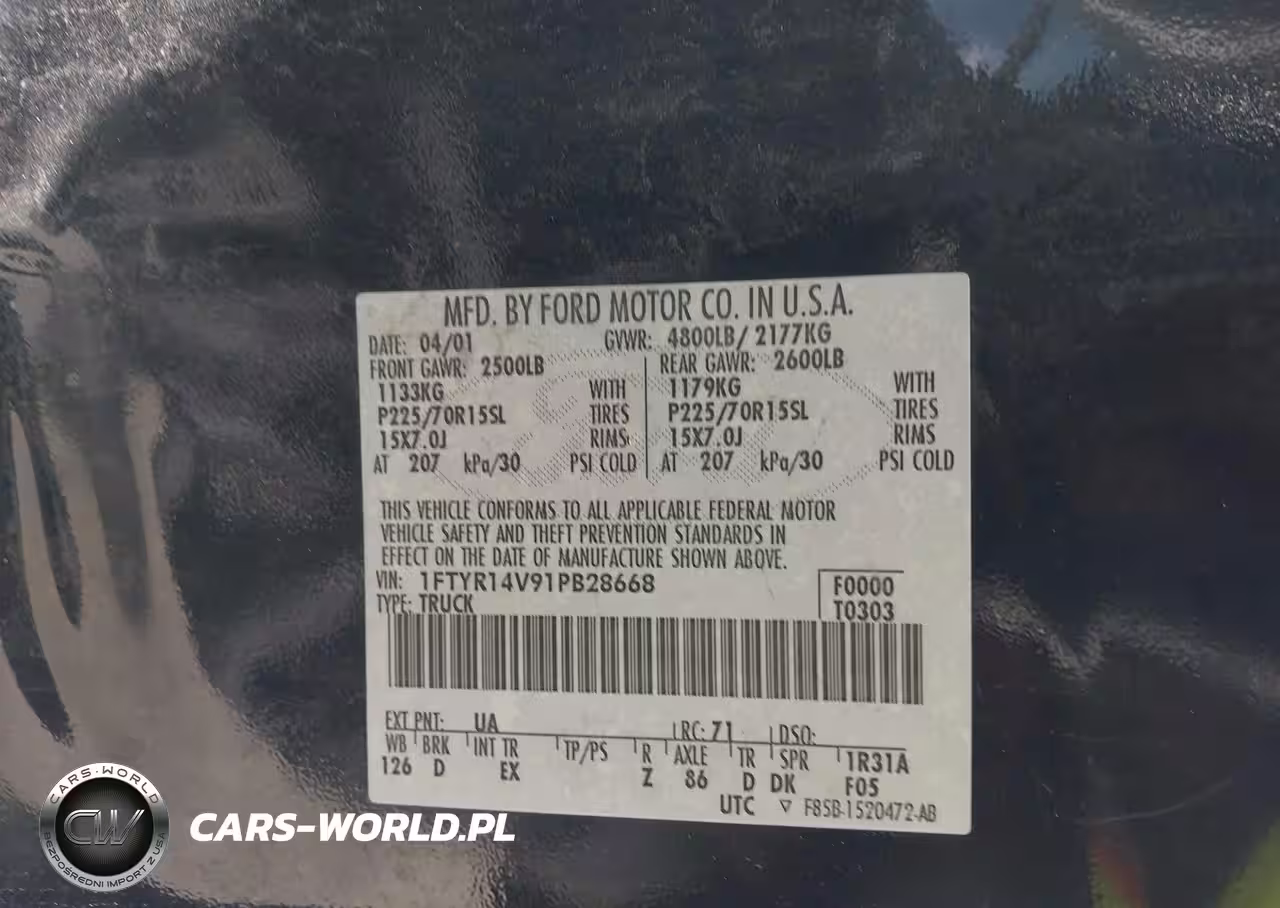 MFD. BY FORD MOTOR CO. IN U.S.A.
DATE: 04/01 GVWR: 4800LB/ 2177KG
FRONT GAWR: 2500LB REAR GAWR: 2600LB
1133KG WITH 1179KG WITH
P225/70R15SL TIRES P225/70R15SL TIRES
15X7.0J RIMS 15X7.0J RIMS
AT 207 kPa/30 PSI COLD AT 207 kPa/30 PSI COLD
THIS VEHICLE CONFORMS TO ALL APPLICABLE FEDERAL MOTOR
VEHICLE SAFETY AND THEFT PREVENTION STANDARDS IN
EFFECT ON THE DATE OF MANUFACTURE SHOWN ABOVE.
VIN: 1FTYR14V91PB28668 F0000
TYPE: TRUCK T0303
EXT PNT: UA RC: 71 DSO:
WB BRK INT TR TP/PS R AXLE TR SPR 1R31A
126 D EX Z 86 D DK F05
UTC ▽ F85B-1520472-AB
CARS-WORLD
CW
BEZPOŚREDNI IMPORT Z USA
CARS-WORLD.PL